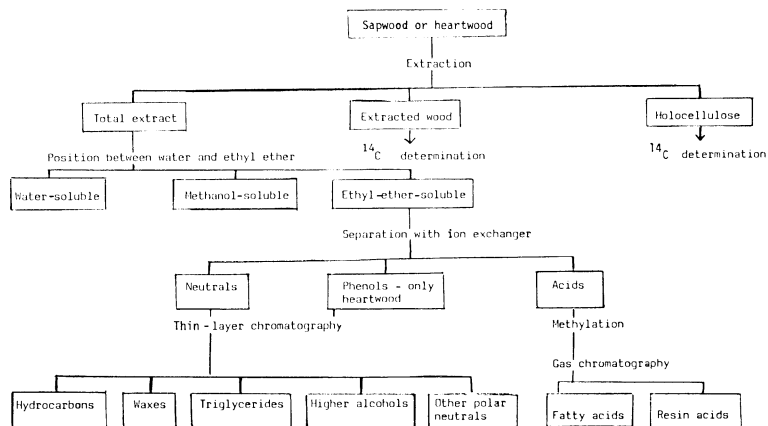 Sapwood or heartwood
Extraction
Total extract
Extracted wood
Holocellulose
Position between water and ethyl ether
14C determination
14C determination
Water-soluble
Methanol-soluble
Ethyl-ether-soluble
Separation with ion exchanger
Neutrals
Phenols - only
heartwood
Acids
Thin-layer chromatography
Methylation
Gas chromatography
Hydrocarbons
Waxes
Triglycerides
Higher alcohols
Other polar
neutrals
Fatty acids
Resin acids